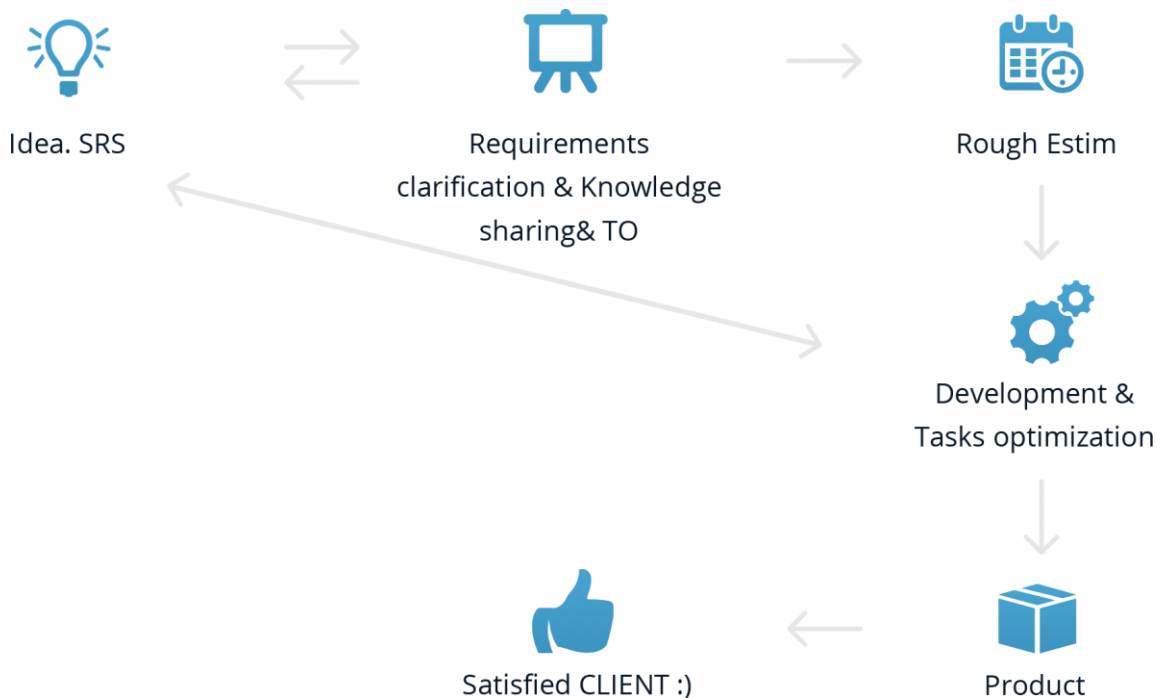 Idea. SRS
Requirements
clarification & Knowledge
sharing& TO
Rough Estim
Development &
Tasks optimization
Satisfied CLIENT :)
Product